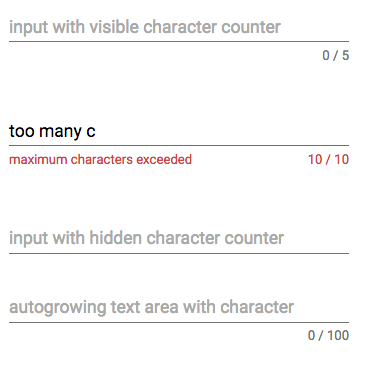 input with visible character counter
0 / 5
too many c
maximum characters exceeded 10 / 10
input with hidden character counter
autogrowing text area with character
0 / 100